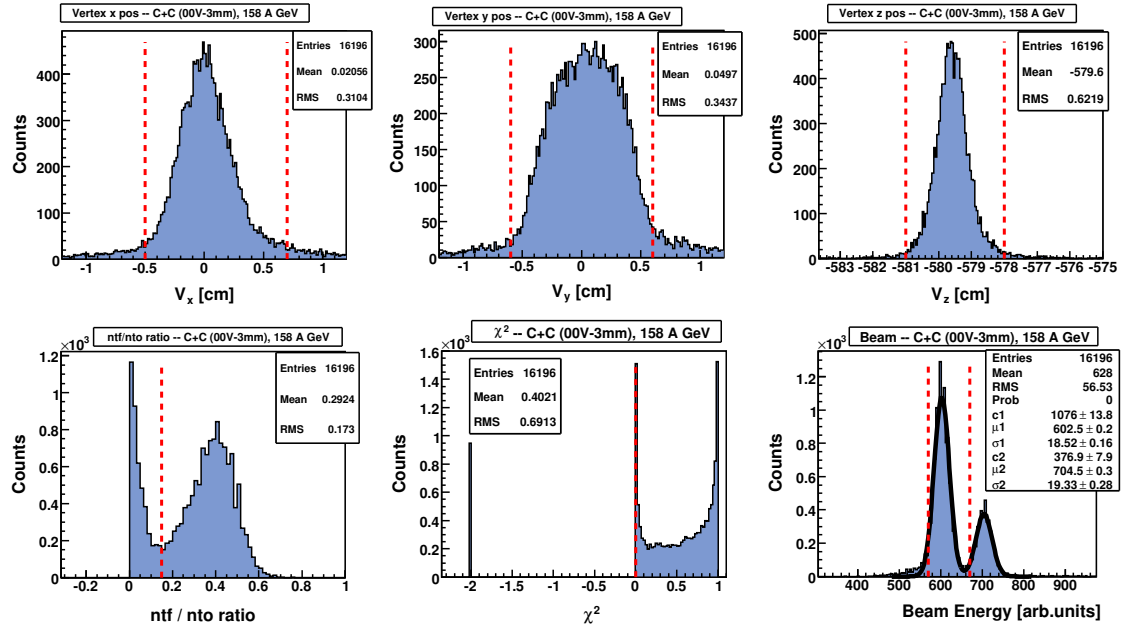 Vertex x pos -- C+C (00V-3mm), 158 A GeV
Entries 16196
Mean 0.02056
RMS 0.3104
Counts
400
300
200
100
0
-1 -0.5 0 0.5 1
V_x [cm]
Vertex y pos -- C+C (00V-3mm), 158 A GeV
Entries 16196
Mean 0.0497
RMS 0.3437
Counts
300
250
200
150
100
50
0
-1 -0.5 0 0.5 1
V_y [cm]
Vertex z pos -- C+C (00V-3mm), 158 A GeV
Entries 16196
Mean -579.6
RMS 0.6219
Counts
500
400
300
200
100
0
-583 -582 -581 -580 -579 -578 -577 -576 -575
V_z [cm]
ntf/nto ratio -- C+C (00V-3mm), 158 A GeV
×10³
Entries 16196
Mean 0.2924
RMS 0.173
Counts
1.2
1
0.8
0.6
0.4
0.2
0
-0.2 0 0.2 0.4 0.6 0.8 1
ntf / nto ratio
χ² -- C+C (00V-3mm), 158 A GeV
×10³
Entries 16196
Mean 0.4021
RMS 0.6913
Counts
1.6
1.4
1.2
1
0.8
0.6
0.4
0.2
0
-2 -1.5 -1 -0.5 0 0.5 1
χ²
Beam -- C+C (00V-3mm), 158 A GeV
×10³
Entries 16196
Mean 628
RMS 56.53
Prob 0
c1 1076 ± 13.8
μ1 602.5 ± 0.2
σ1 18.52 ± 0.16
c2 376.9 ± 7.9
μ2 704.5 ± 0.3
σ2 19.33 ± 0.28
Counts
1.2
1
0.8
0.6
0.4
0.2
0
400 500 600 700 800 900
Beam Energy [arb.units]